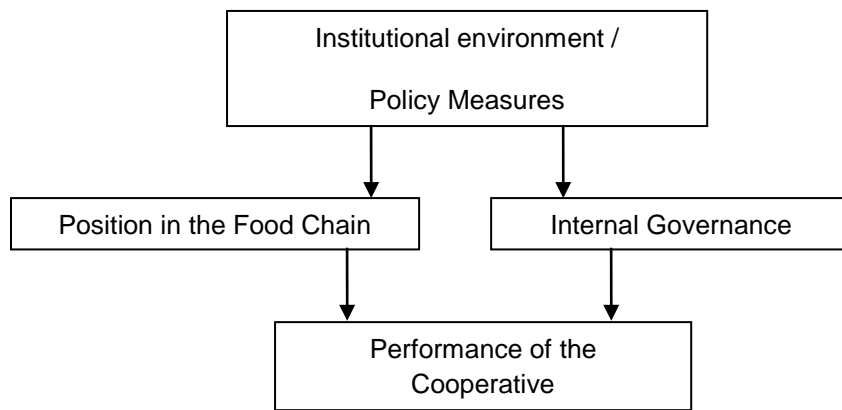 Institutional environment /
Policy Measures
Position in the Food Chain
Internal Governance
Performance of the
Cooperative